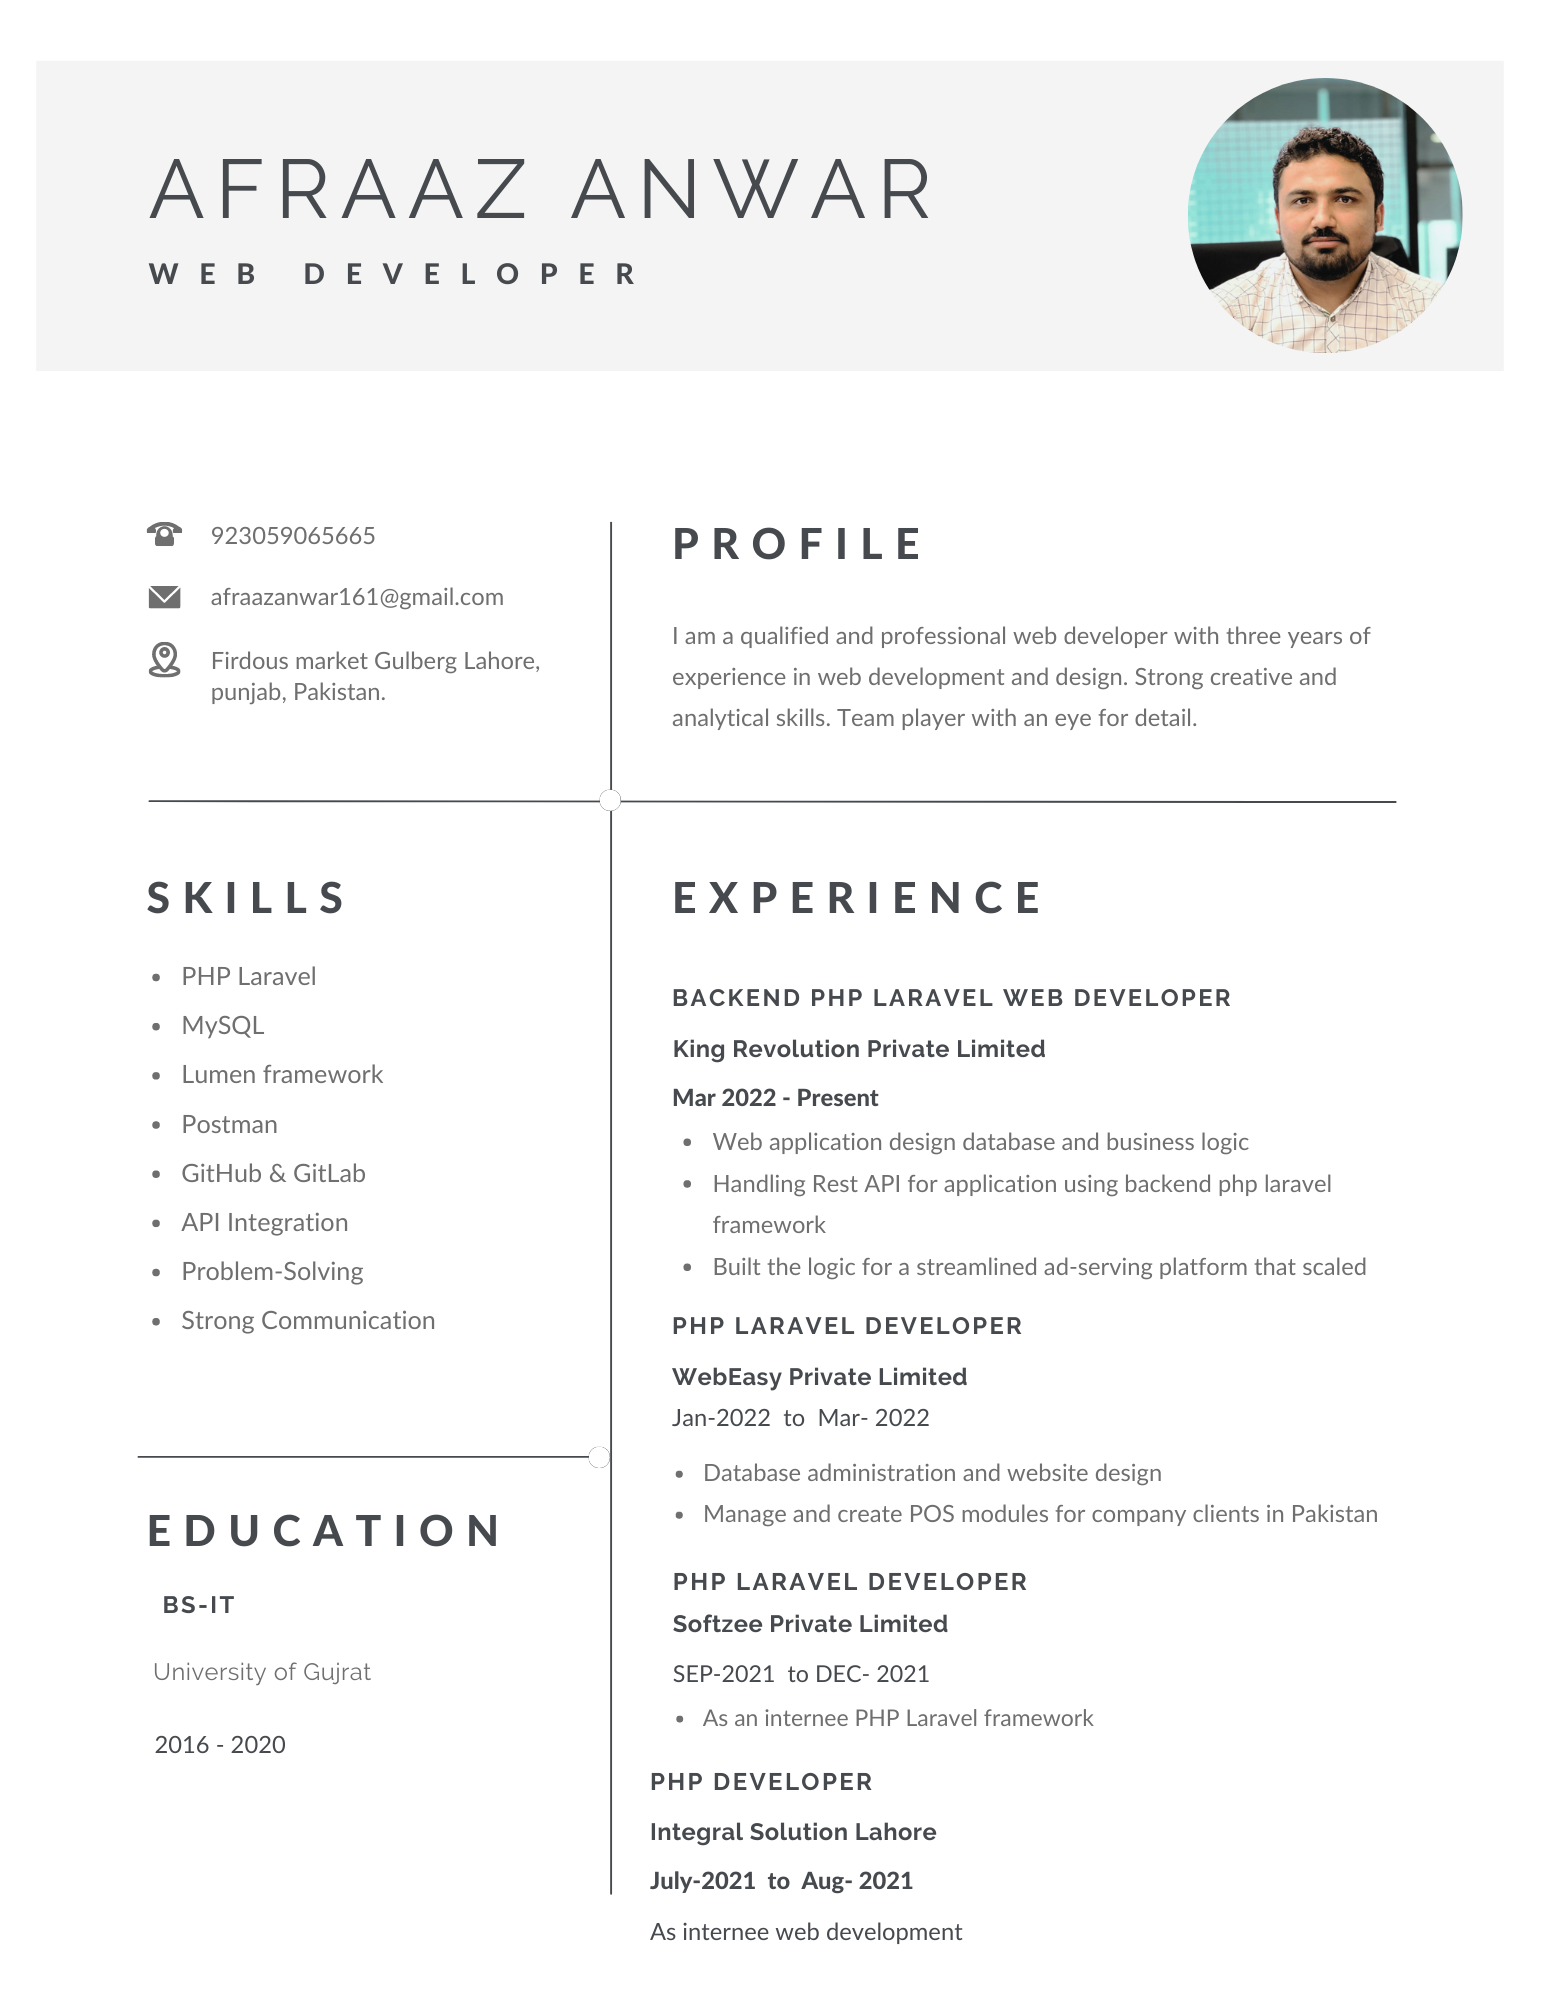 AFRAAZ ANWAR
WEB DEVELOPER
923059065665
afraazanwar161@gmail.com
Firdous market Gulberg Lahore,
punjab, Pakistan.
PROFILE
I am a qualified and professional web developer with three years of
experience in web development and design. Strong creative and
analytical skills. Team player with an eye for detail.
SKILLS
• PHP Laravel
• MySQL
• Lumen framework
• Postman
• GitHub & GitLab
• API Integration
• Problem-Solving
• Strong Communication
EDUCATION
BS-IT
University of Gujrat
2016 - 2020
EXPERIENCE
BACKEND PHP LARAVEL WEB DEVELOPER
King Revolution Private Limited
Mar 2022 - Present
• Web application design database and business logic
• Handling Rest API for application using backend php laravel
framework
• Built the logic for a streamlined ad-serving platform that scaled
PHP LARAVEL DEVELOPER
WebEasy Private Limited
Jan-2022 to Mar- 2022
• Database administration and website design
• Manage and create POS modules for company clients in Pakistan
PHP LARAVEL DEVELOPER
Softzee Private Limited
SEP-2021 to DEC- 2021
• As an internee PHP Laravel framework
PHP DEVELOPER
Integral Solution Lahore
July-2021 to Aug- 2021
As internee web development